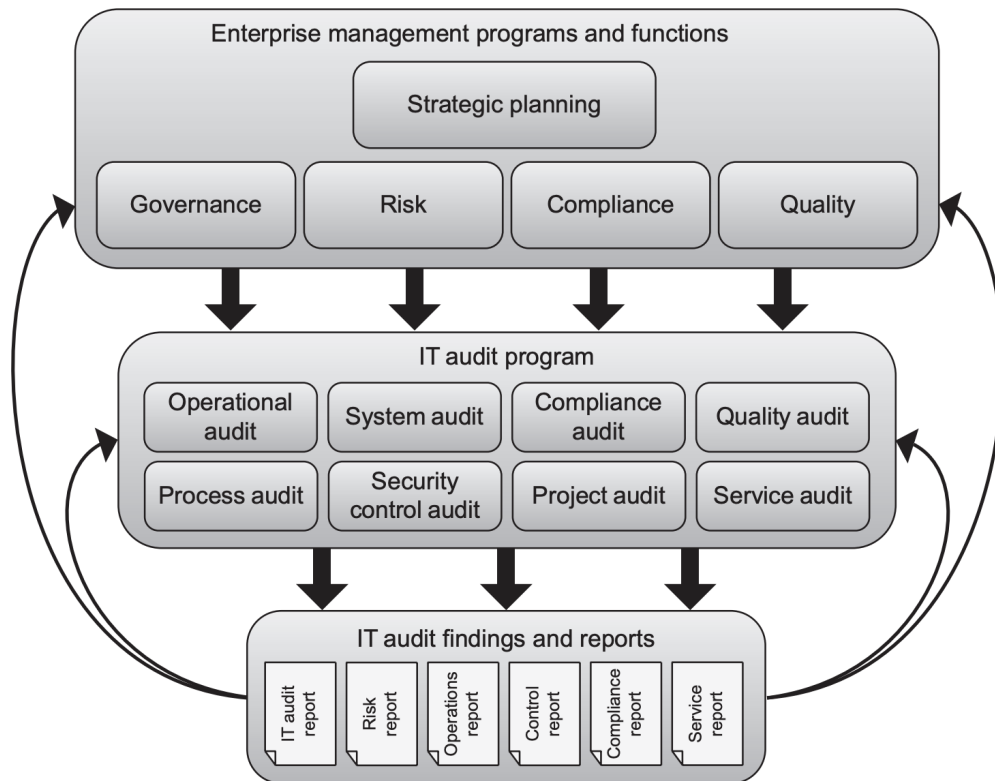 Enterprise management programs and functions
Strategic planning
Governance
Risk
Compliance
Quality
IT audit program
Operational
audit
System audit
Compliance
audit
Quality audit
Process audit
Security
control audit
Project audit
Service audit
IT audit findings and reports
IT audit
report
Risk
report
Operations
report
Control
report
Compliance
report
Service
report